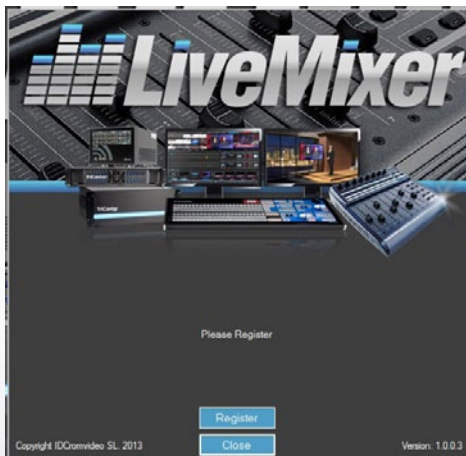 LiveMixer
Please Register
Register
Copyright IDCromvideo SL. 2013
Close
Version: 1.0.0.3